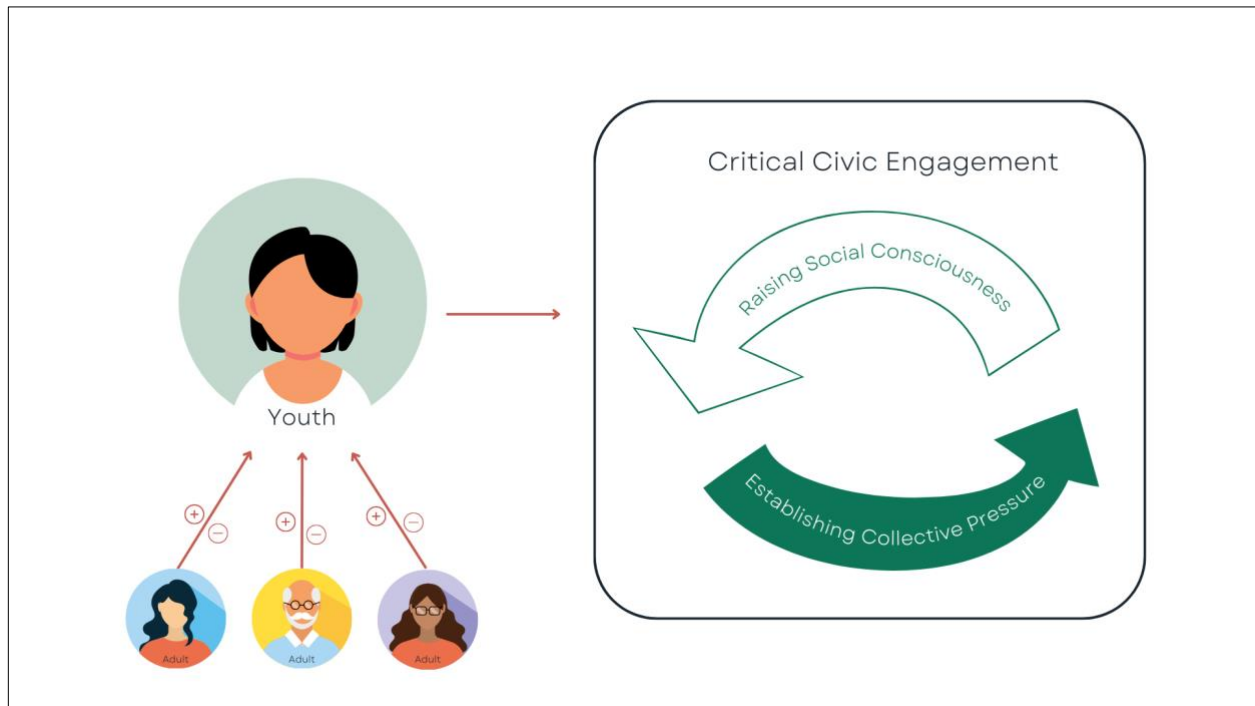 Critical Civic Engagement
Raising Social Consciousness
Youth
Establishing Collective Pressure
+
−
+
−
+
−
Adult
Adult
Adult